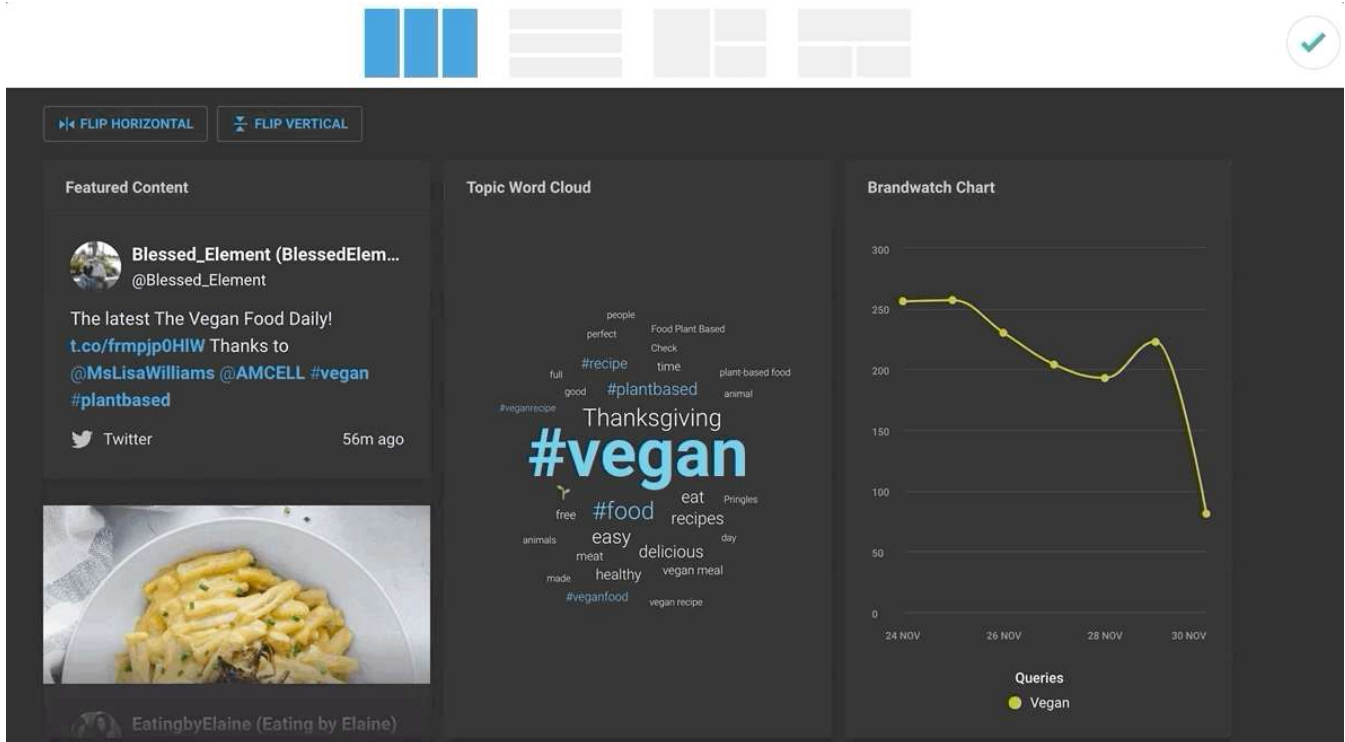 FLIP HORIZONTAL
FLIP VERTICAL
Featured Content
Blessed_Element (BlessedElem...
@Blessed_Element
The latest The Vegan Food Daily!
t.co/frmpjp0HlW Thanks to
@MsLisaWilliams @AMCELL #vegan
#plantbased
Twitter
56m ago
EatingbyElaine (Eating by Elaine)
Topic Word Cloud
people
perfect
Food Plant Based
Check
#recipe
time
full
plant-based food
good
#plantbased
animal
#veganrecipe
Thanksgiving
#vegan
eat
Pringles
free
#food
recipes
animals
easy
day
meat
delicious
made
healthy
vegan meal
#veganfood
vegan recipe
Brandwatch Chart
300
250
200
150
100
50
0
24 NOV
26 NOV
28 NOV
30 NOV
Queries
Vegan